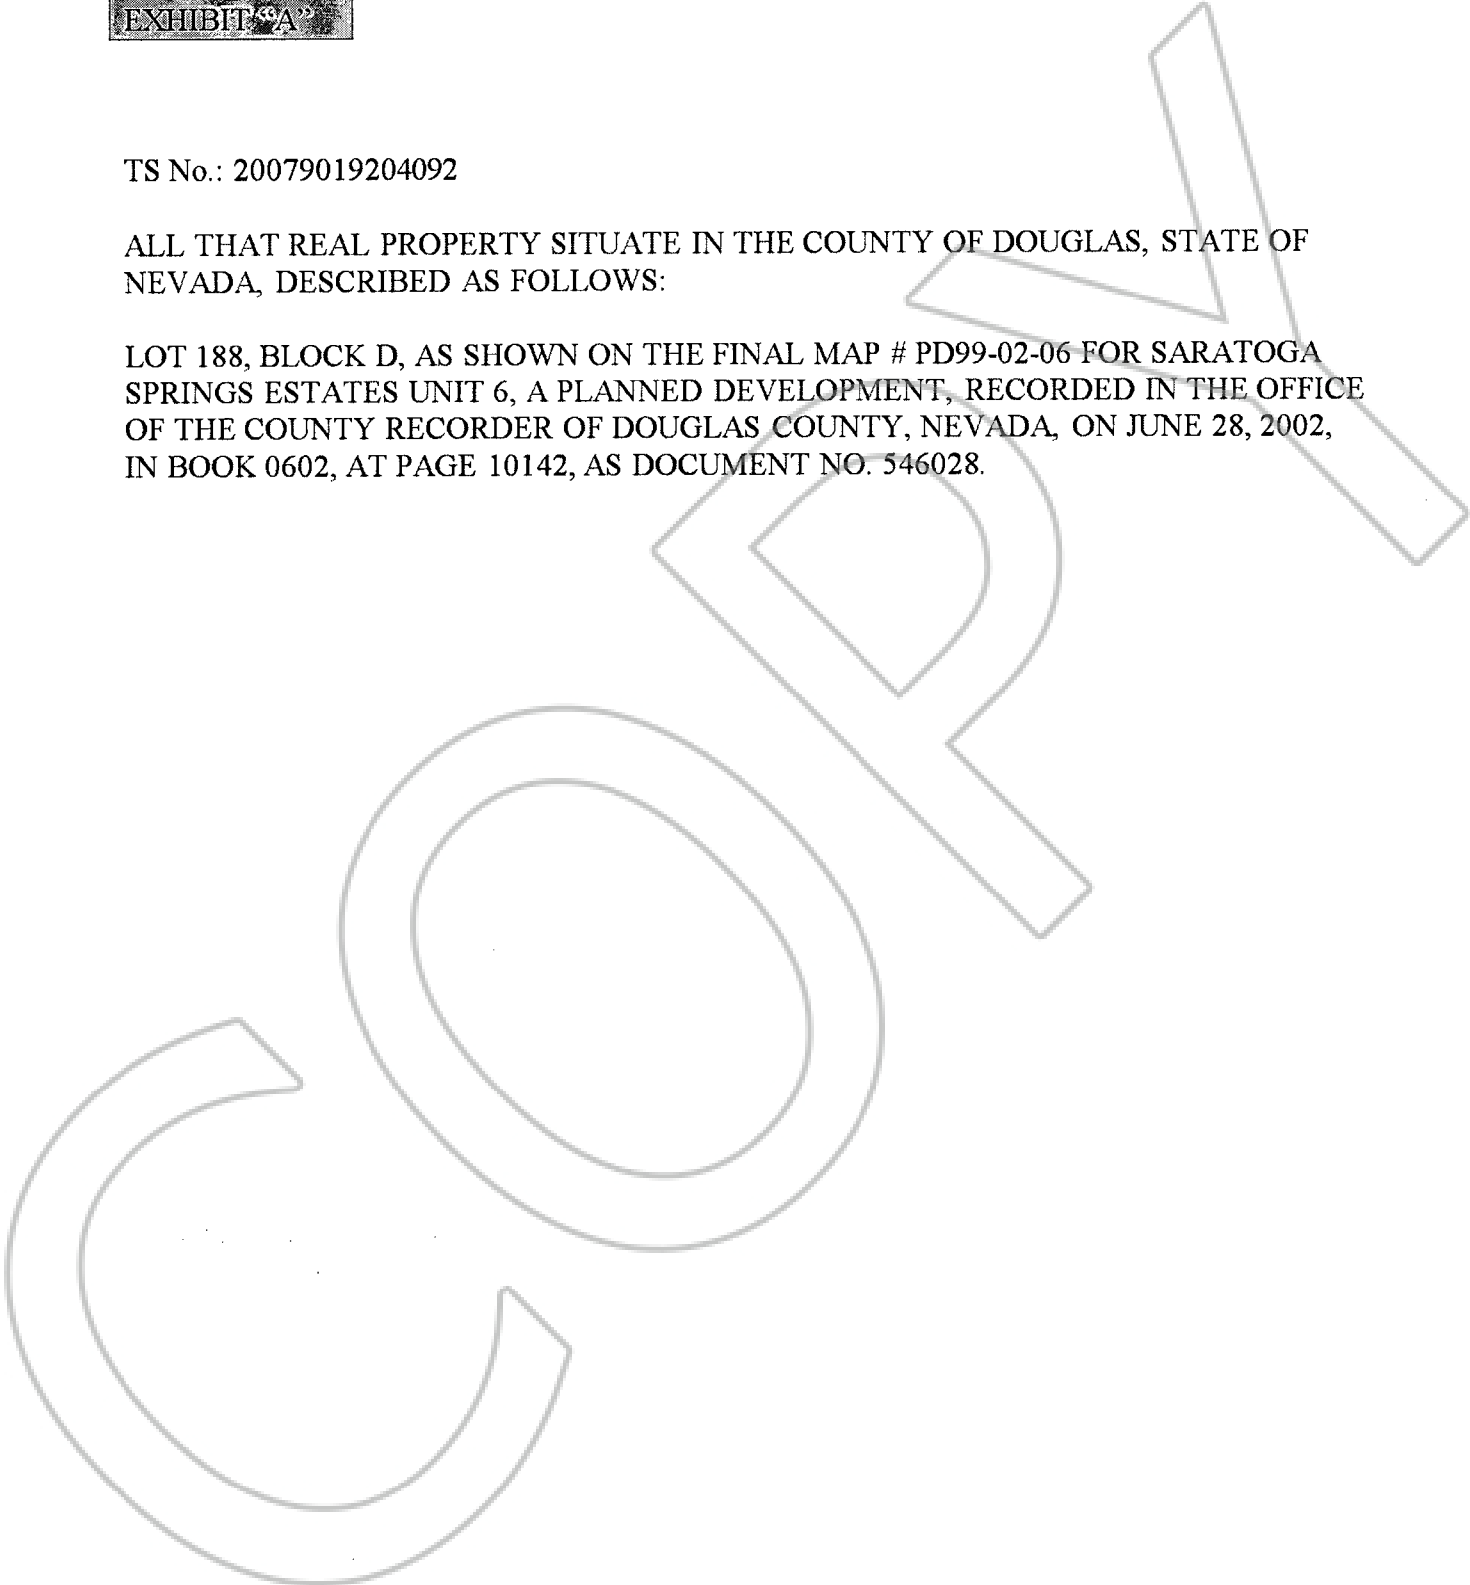 EXHIBIT “A”
TS No.: 20079019204092
ALL THAT REAL PROPERTY SITUATE IN THE COUNTY OF DOUGLAS, STATE OF
NEVADA, DESCRIBED AS FOLLOWS:
LOT 188, BLOCK D, AS SHOWN ON THE FINAL MAP # PD99-02-06 FOR SARATOGA
SPRINGS ESTATES UNIT 6, A PLANNED DEVELOPMENT, RECORDED IN THE OFFICE
OF THE COUNTY RECORDER OF DOUGLAS COUNTY, NEVADA, ON JUNE 28, 2002,
IN BOOK 0602, AT PAGE 10142, AS DOCUMENT NO. 546028.
COPY